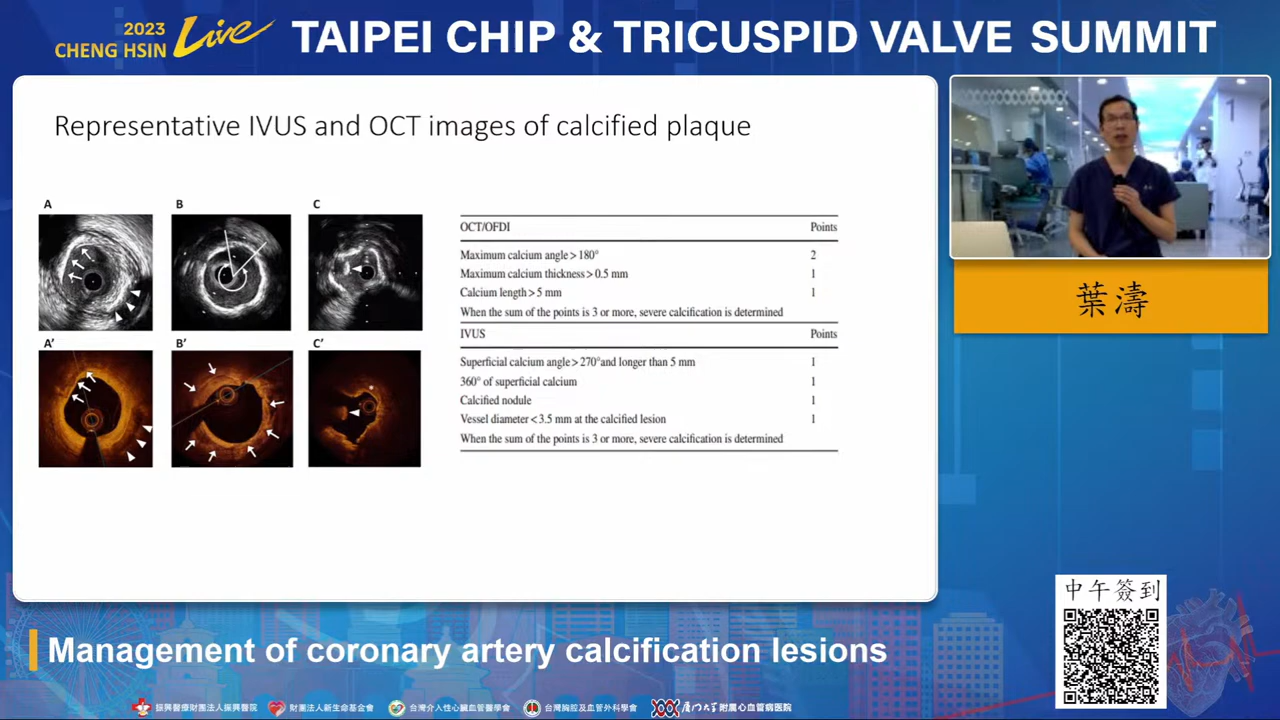 2023
CHENG HSIN Live
TAIPEI CHIP & TRICUSPID VALVE SUMMIT
Representative IVUS and OCT images of calcified plaque
A
B
C
A'
B'
C'
OCT/OFDI Points
Maximum calcium angle > 180° 2
Maximum calcium thickness > 0.5 mm 1
Calcium length > 5 mm 1
When the sum of the points is 3 or more, severe calcification is determined
IVUS Points
Superficial calcium angle > 270°and longer than 5 mm 1
360° of superficial calcium 1
Calcified nodule 1
Vessel diameter < 3.5 mm at the calcified lesion 1
When the sum of the points is 3 or more, severe calcification is determined
1
葉濤
中午簽到
Management of coronary artery calcification lesions
振興醫療財團法人振興醫院
財團法人新生命基金會
台灣介入性心臟血管醫學會
台灣胸腔及血管外科學會
厦门大学附属心血管病医院